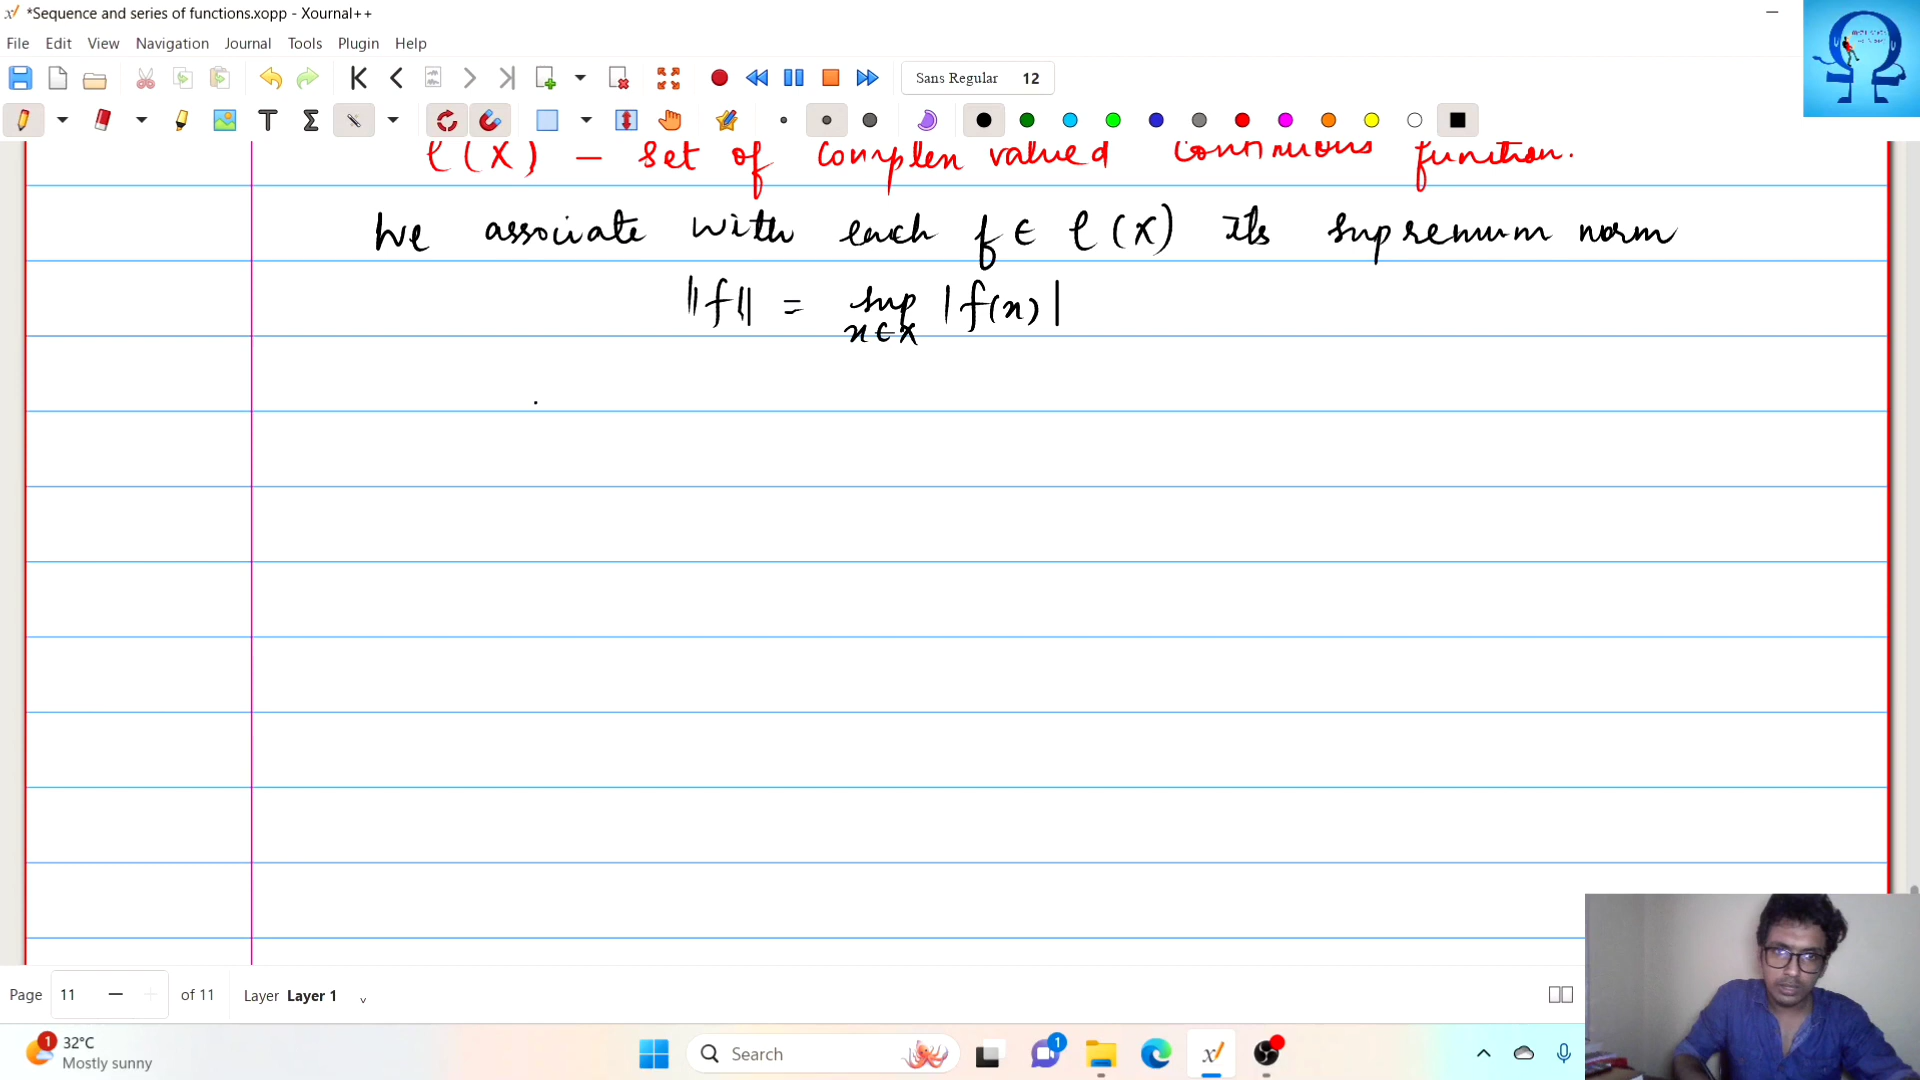 *Sequence and series of functions.xopp - Xournal++
File Edit View Navigation Journal Tools Plugin Help
Sans Regular 12
ℓ(X) – set of complex valued continuous function.
We associate with each f ∈ ℓ(X) its supremum norm
||f|| = sup |f(x)|
x∈X
Page 11 of 11 Layer Layer 1
1 32°C
Mostly sunny
Search
1